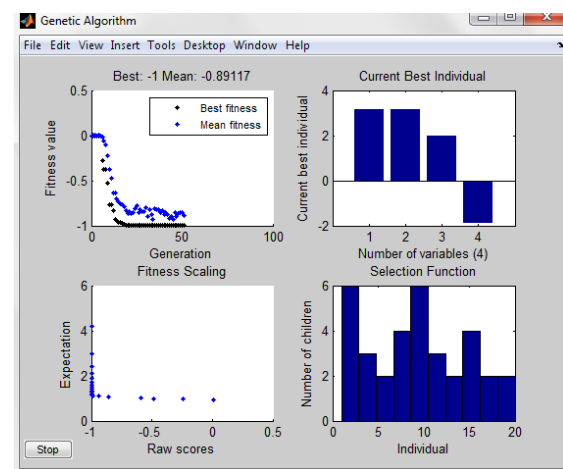 Genetic Algorithm
File Edit View Insert Tools Desktop Window Help
Best: -1 Mean: -0.89117
0.5
0
-0.5
-1
Fitness value
Best fitness
Mean fitness
0 50 100
Generation
Current Best Individual
4
2
0
-2
Current best individual
1 2 3 4
Number of variables (4)
Fitness Scaling
6
4
2
0
Expectation
-1 -0.5 0 0.5
Raw scores
Selection Function
6
5
4
3
2
1
0
Number of children
0 5 10 15 20
Individual
Stop